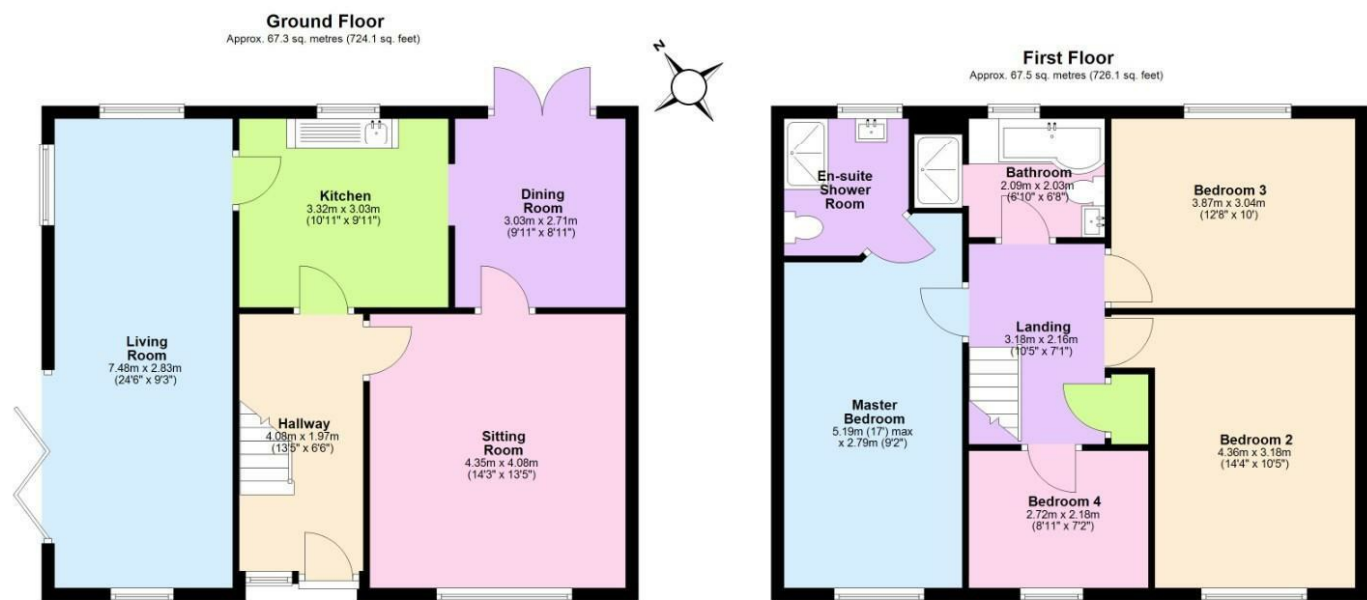 Ground Floor
Approx. 67.3 sq. metres (724.1 sq. feet)
N
Kitchen
3.32m x 3.03m
(10'11" x 9'11")
Dining
Room
3.03m x 2.71m
(9'11" x 8'11")
Living
Room
7.48m x 2.83m
(24'6" x 9'3")
Hallway
4.08m x 1.97m
(13'5" x 6'6")
Sitting
Room
4.35m x 4.08m
(14'3" x 13'5")
First Floor
Approx. 67.5 sq. metres (726.1 sq. feet)
En-suite
Shower
Room
Bathroom
2.09m x 2.03m
(6'10" x 6'8")
Bedroom 3
3.87m x 3.04m
(12'8" x 10')
Landing
3.18m x 2.16m
(10'5" x 7'1")
Master
Bedroom
5.19m (17') max
x 2.79m (9'2")
Bedroom 2
4.36m x 3.18m
(14'4" x 10'5")
Bedroom 4
2.72m x 2.18m
(8'11" x 7'2")